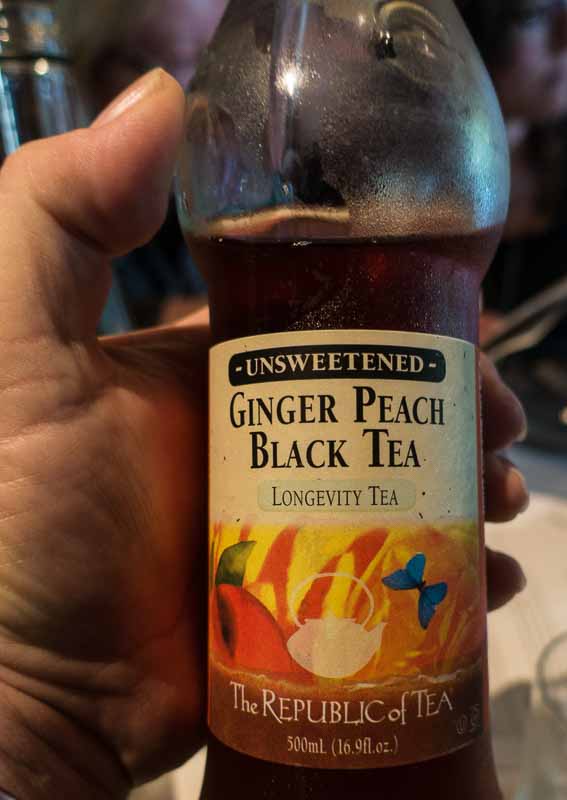 -UNSWEETENED-
GINGER PEACH
BLACK TEA
LONGEVITY TEA
The REPUBLIC of TEA
500mL (16.9fl.oz.)